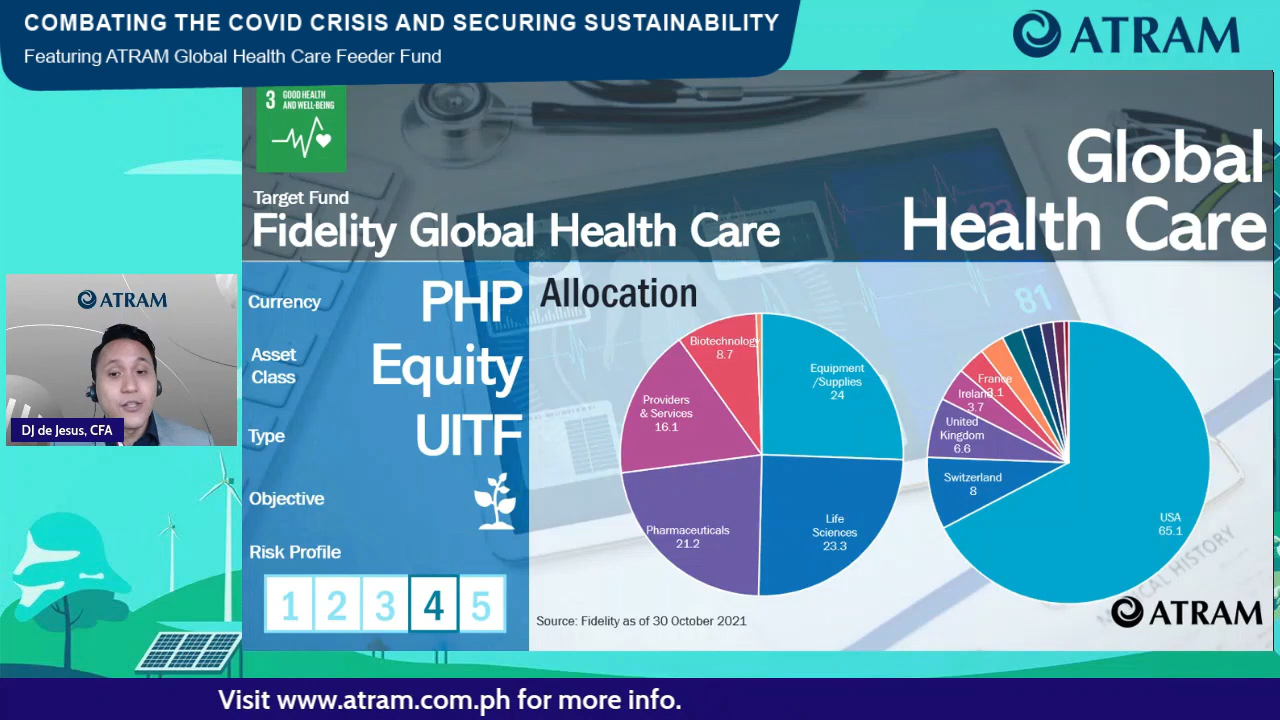 COMBATING THE COVID CRISIS AND SECURING SUSTAINABILITY
Featuring ATRAM Global Health Care Feeder Fund
ATRAM
3 GOOD HEALTH
AND WELL-BEING
Global
Health Care
Target Fund
Fidelity Global Health Care
123
81
ATRAM
DJ de Jesus, CFA
Currency
PHP
Asset
Class
Equity
Type
UITF
Objective
Risk Profile
1 2 3 4 5
Allocation
Biotechnology
8.7
Equipment
/Supplies
24
Providers
& Services
16.1
Pharmaceuticals
21.2
Life
Sciences
23.3
France
3.1
Ireland
3.7
United
Kingdom
6.6
Switzerland
8
USA
65.1
HISTORY
Source: Fidelity as of 30 October 2021
ATRAM
Visit www.atram.com.ph for more info.